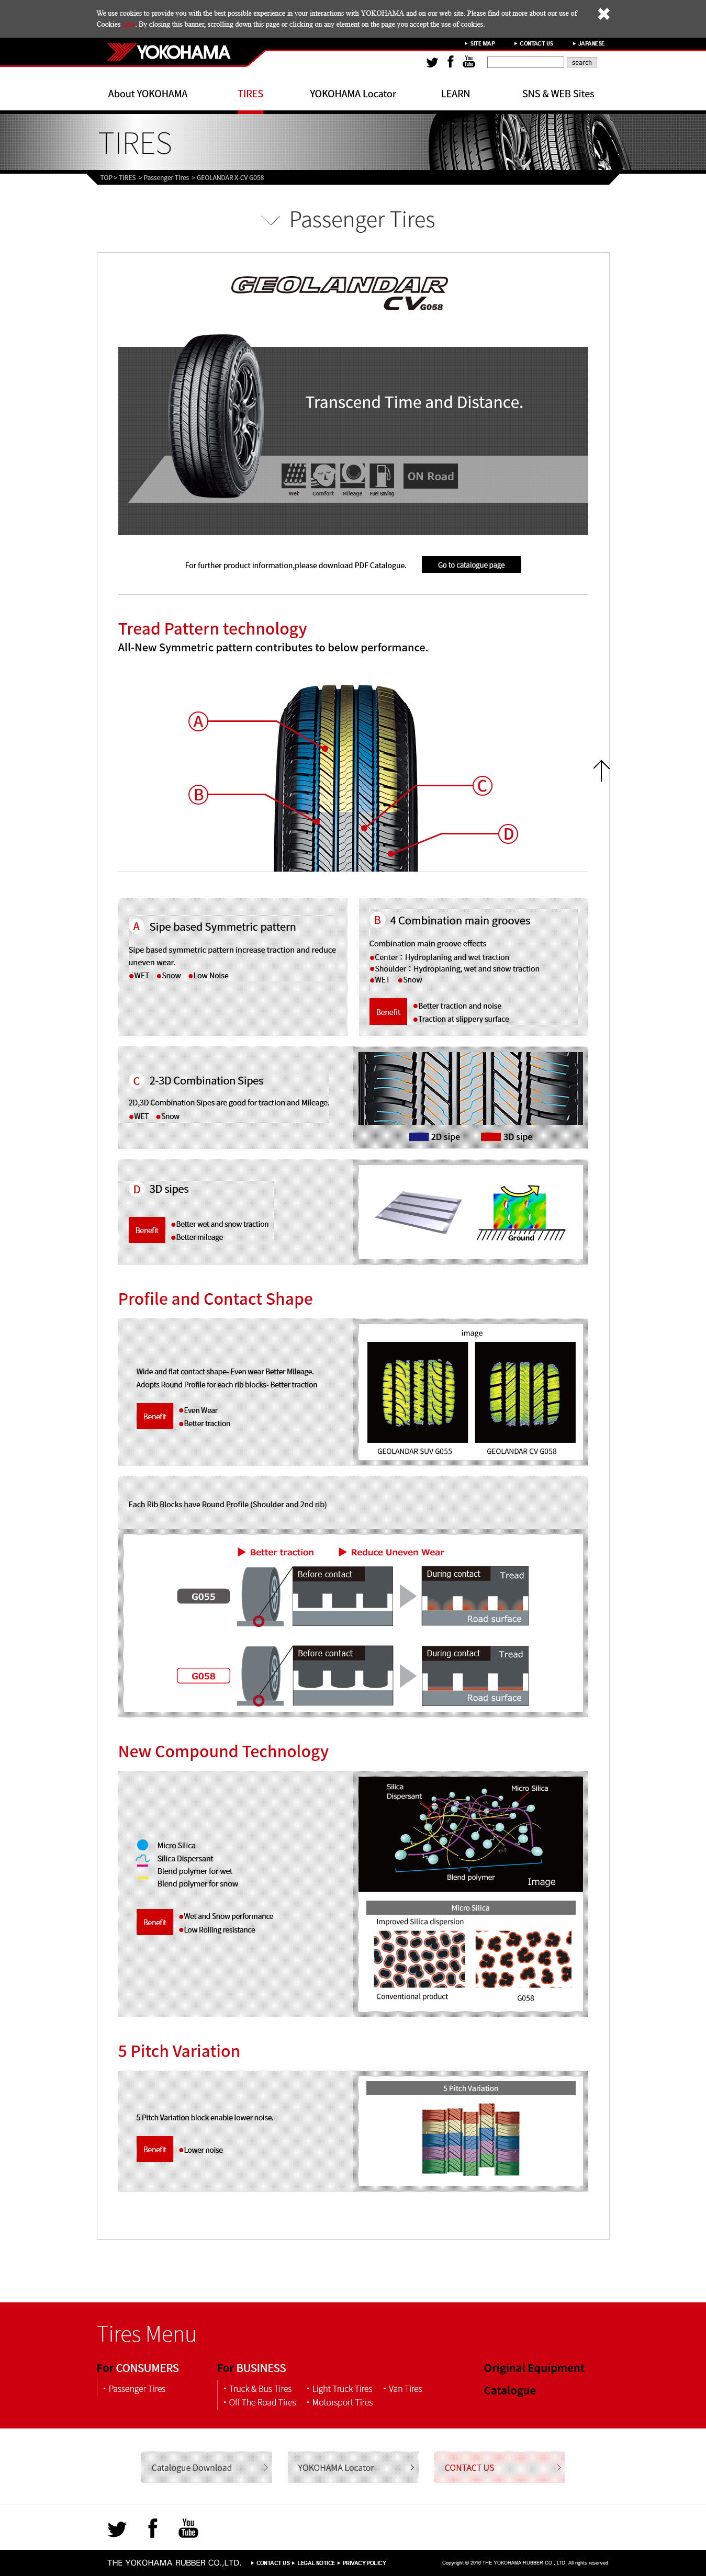 We use cookies to provide you with the best possible experience in your interactions with YOKOHAMA and on our web site. Please find out more about our use of
Cookies here. By closing this banner, scrolling down this page or clicking on any element on the page you accept the use of cookies.
YOKOHAMA
SITE MAP
CONTACT US
JAPANESE
You Tube
search
About YOKOHAMA
TIRES
YOKOHAMA Locator
LEARN
SNS & WEB Sites
TIRES
TOP > TIRES > Passenger Tires > GEOLANDAR X-CV G058
Passenger Tires
GEOLANDAR
CV G058
Transcend Time and Distance.
Wet
Comfort
Mileage
Fuel Saving
ON Road
For further product information,please download PDF Catalogue.
Go to catalogue page
Tread Pattern technology
All-New Symmetric pattern contributes to below performance.
A
B
C
D
A Sipe based Symmetric pattern
Sipe based symmetric pattern increase traction and reduce
uneven wear.
●WET ●Snow ●Low Noise
B 4 Combination main grooves
Combination main groove effects
●Center：Hydroplaning and wet traction
●Shoulder：Hydroplaning, wet and snow traction
●WET ●Snow
Benefit
●Better traction and noise
●Traction at slippery surface
C 2-3D Combination Sipes
2D,3D Combination Sipes are good for traction and Mileage.
●WET ●Snow
2D sipe
3D sipe
D 3D sipes
Benefit
●Better wet and snow traction
●Better mileage
Ground
Profile and Contact Shape
Wide and flat contact shape- Even wear Better Mileage.
Adopts Round Profile for each rib blocks- Better traction
Benefit
●Even Wear
●Better traction
image
GEOLANDAR SUV G055
GEOLANDAR CV G058
Each Rib Blocks have Round Profile (Shoulder and 2nd rib)
Better traction
Reduce Uneven Wear
G055
Before contact
During contact
Tread
Road surface
G058
Before contact
During contact
Tread
Road surface
New Compound Technology
Micro Silica
Silica Dispersant
Blend polymer for wet
Blend polymer for snow
Benefit
●Wet and Snow performance
●Low Rolling resistance
Silica
Dispersant
Micro Silica
Blend polymer
Image
Micro Silica
Improved Silica dispersion
Conventional product
G058
5 Pitch Variation
5 Pitch Variation block enable lower noise.
Benefit
●Lower noise
5 Pitch Variation
Tires Menu
For CONSUMERS
・Passenger Tires
For BUSINESS
・Truck & Bus Tires ・Light Truck Tires ・Van Tires
・Off The Road Tires ・Motorsport Tires
Original Equipment
Catalogue
Catalogue Download
YOKOHAMA Locator
CONTACT US
You Tube
THE YOKOHAMA RUBBER CO.,LTD.
CONTACT US
LEGAL NOTICE
PRIVACY POLICY
Copyright © 2016 THE YOKOHAMA RUBBER CO., LTD. All rights reserved.